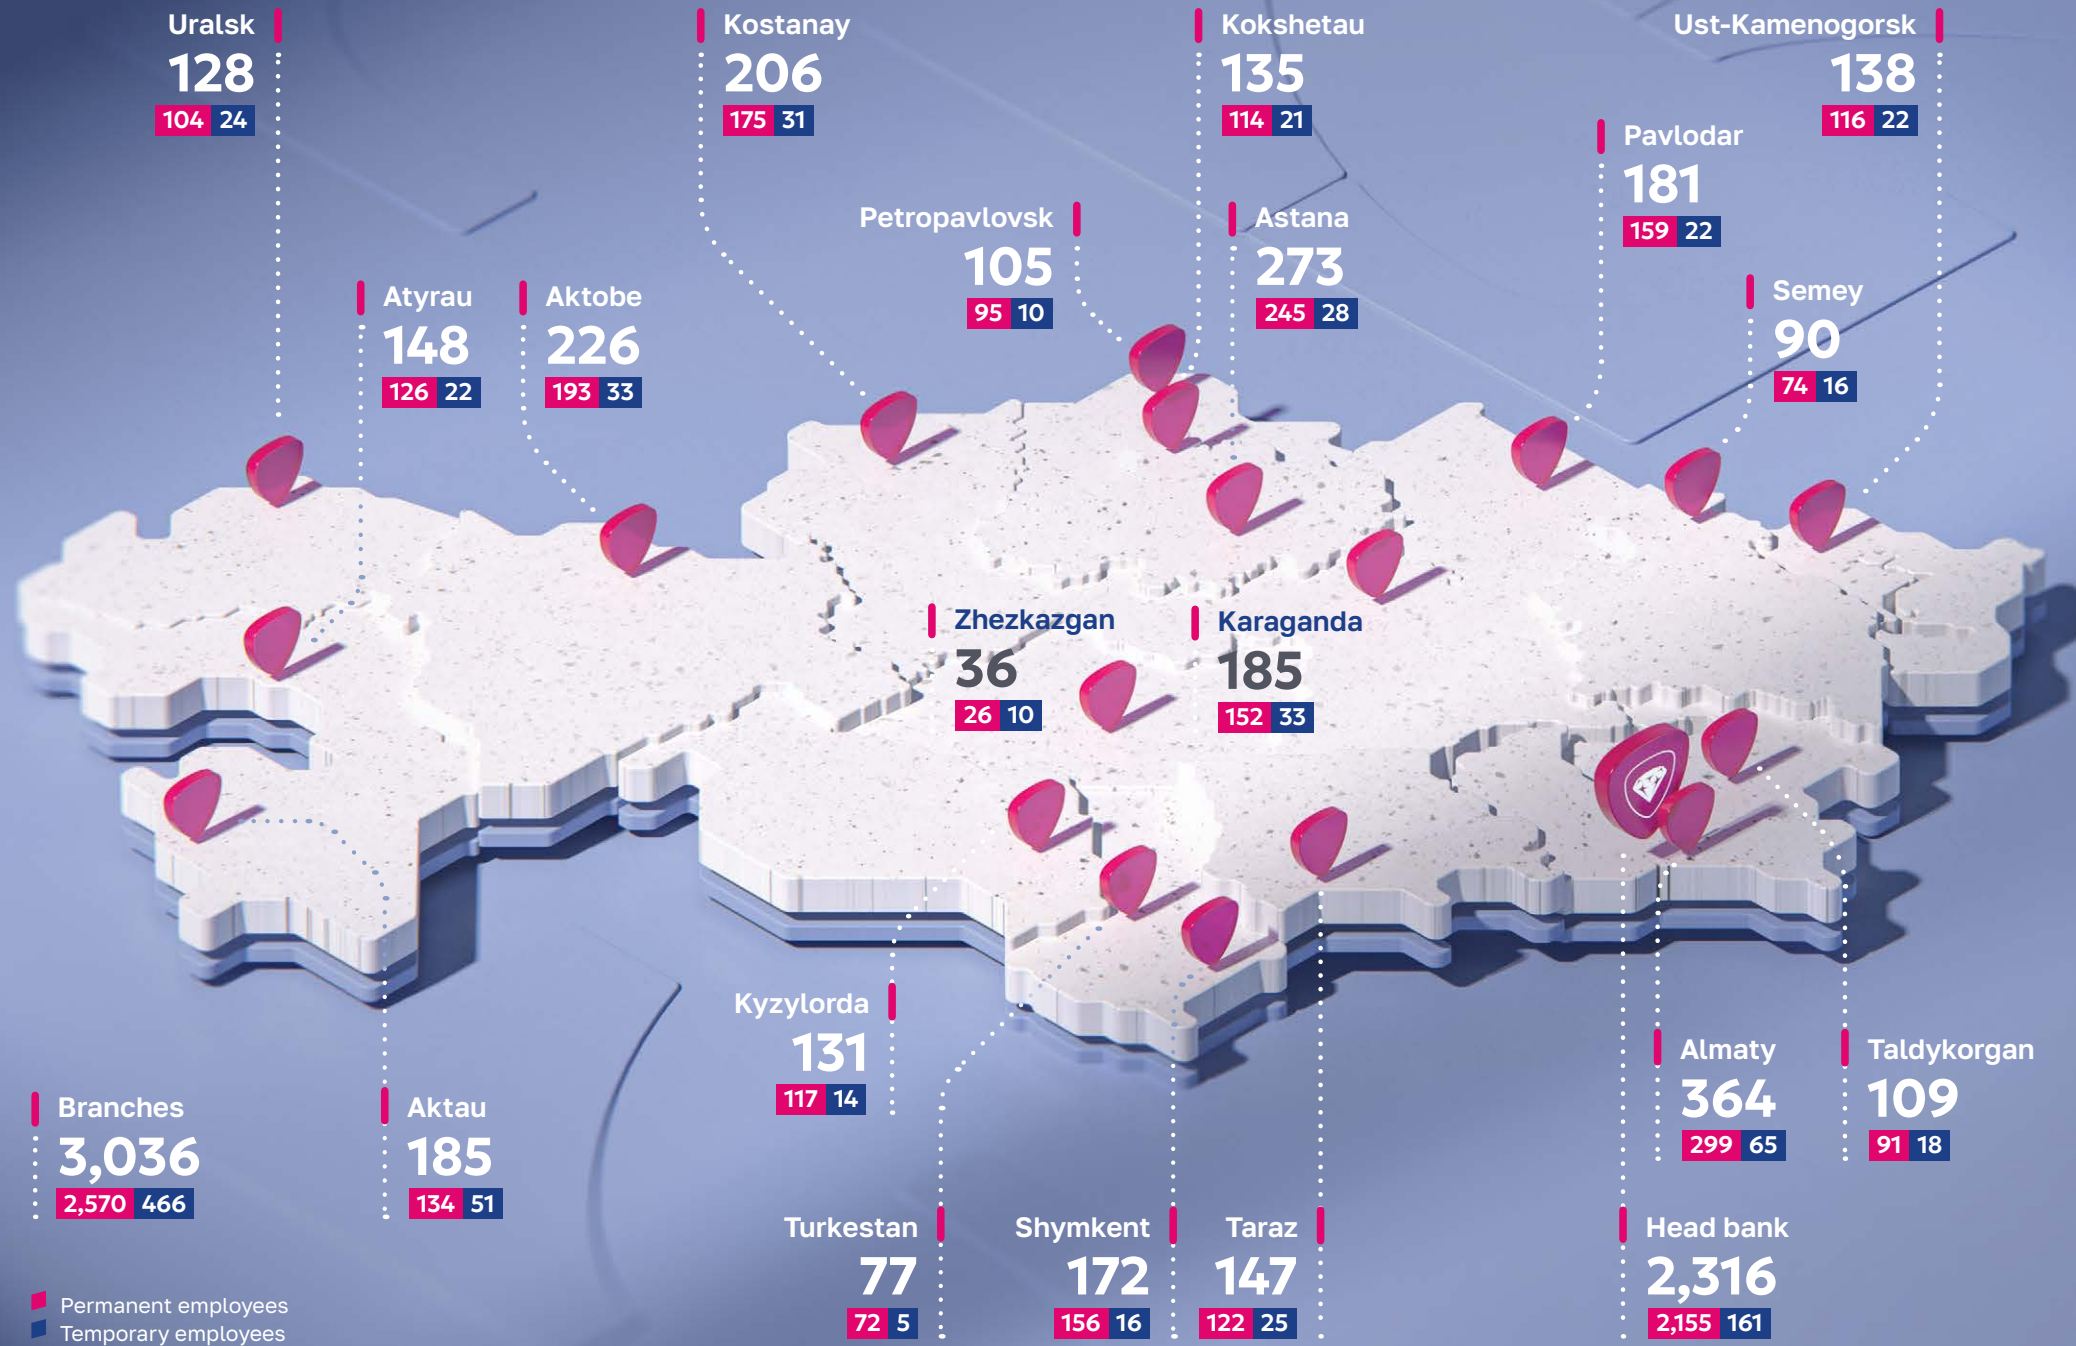 Uralsk
128
104 24
Kostanay
206
175 31
Kokshetau
135
114 21
Ust-Kamenogorsk
138
116 22
Pavlodar
181
159 22
Petropavlovsk
105
95 10
Astana
273
245 28
Semey
90
74 16
Atyrau
148
126 22
Aktobe
226
193 33
Zhezkazgan
36
26 10
Karaganda
185
152 33
Kyzylorda
131
117 14
Almaty
364
299 65
Taldykorgan
109
91 18
Branches
3,036
2,570 466
Aktau
185
134 51
Turkestan
77
72 5
Shymkent
172
156 16
Taraz
147
122 25
Head bank
2,316
2,155 161
Permanent employees
Temporary employees